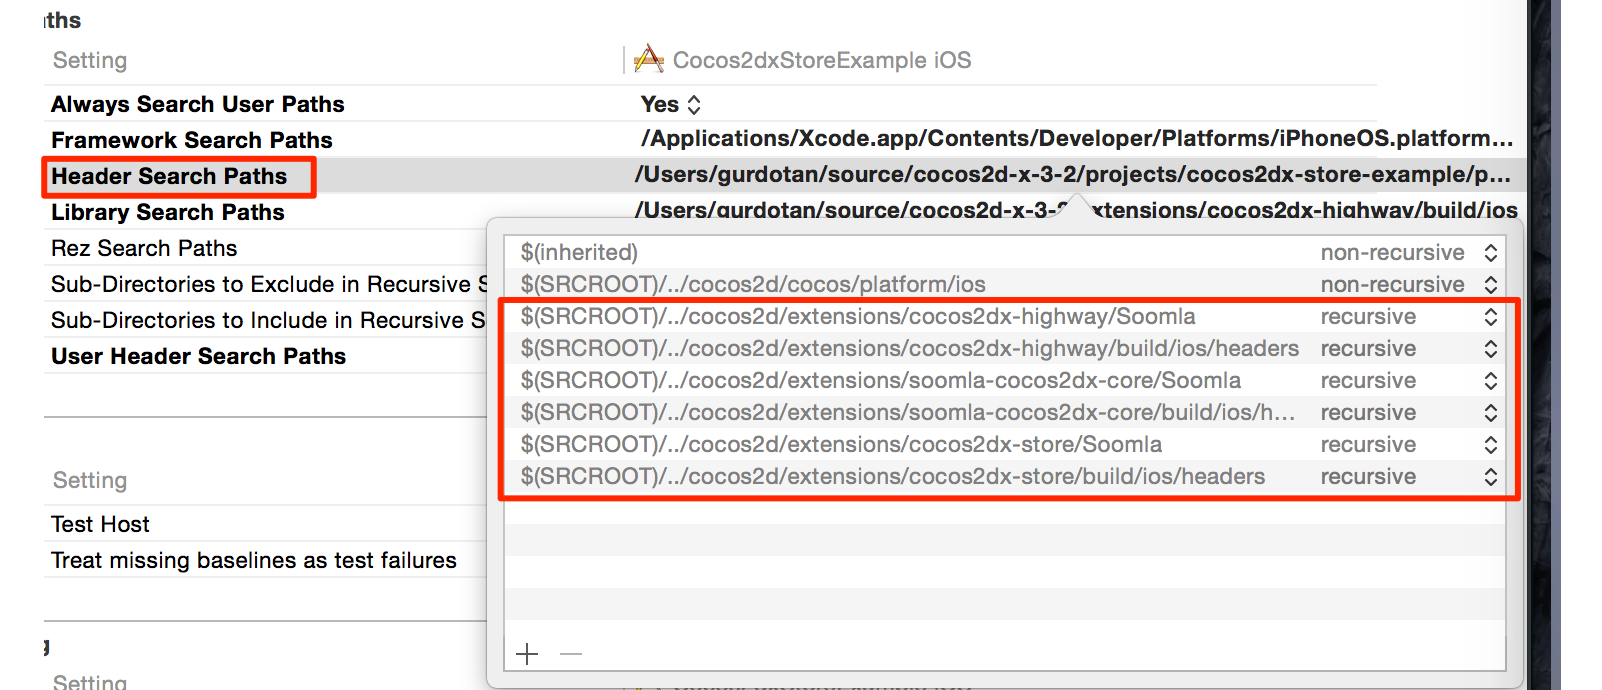 ths
Setting Cocos2dxStoreExample iOS
Always Search User Paths Yes
Framework Search Paths /Applications/Xcode.app/Contents/Developer/Platforms/iPhoneOS.platform...
Header Search Paths /Users/gurdotan/source/cocos2d-x-3-2/projects/cocos2dx-store-example/p...
Library Search Paths /Users/gurdotan/source/cocos2d-x-3-2 xtensions/cocos2dx-highway/build/ios
Rez Search Paths
$(inherited) non-recursive
Sub-Directories to Exclude in Recursive S
$(SRCROOT)/../cocos2d/cocos/platform/ios non-recursive
Sub-Directories to Include in Recursive S
$(SRCROOT)/../cocos2d/extensions/cocos2dx-highway/Soomla recursive
User Header Search Paths
$(SRCROOT)/../cocos2d/extensions/cocos2dx-highway/build/ios/headers recursive
$(SRCROOT)/../cocos2d/extensions/soomla-cocos2dx-core/Soomla recursive
$(SRCROOT)/../cocos2d/extensions/soomla-cocos2dx-core/build/ios/h... recursive
$(SRCROOT)/../cocos2d/extensions/cocos2dx-store/Soomla recursive
$(SRCROOT)/../cocos2d/extensions/cocos2dx-store/build/ios/headers recursive
Setting
Test Host
Treat missing baselines as test failures
g
Setting